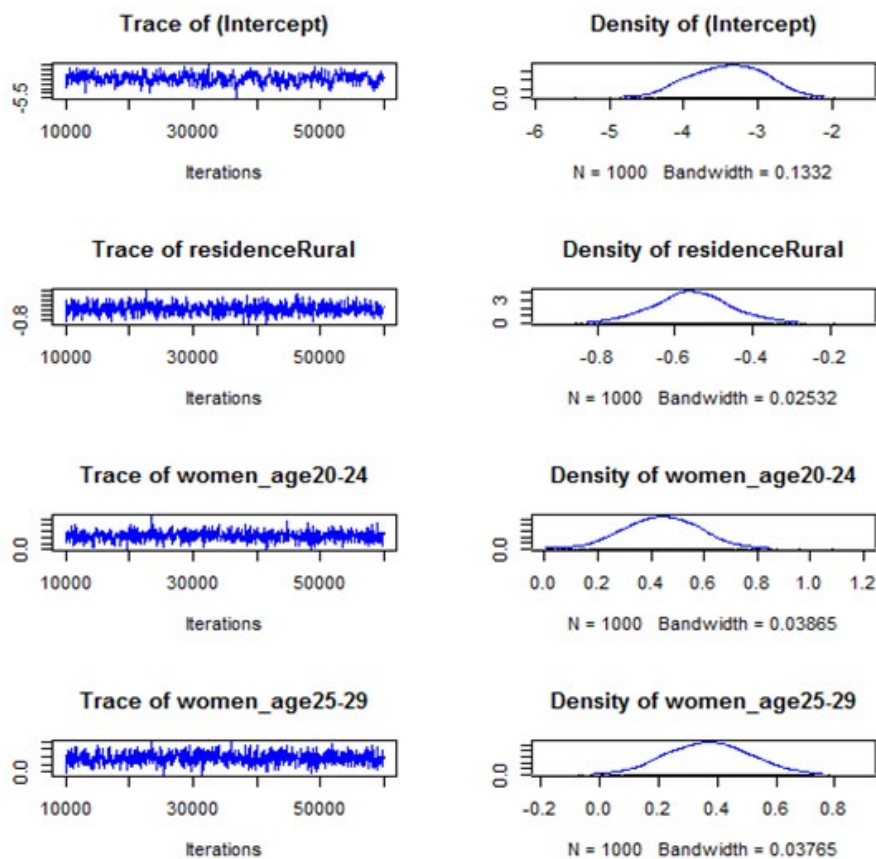 Trace of (Intercept)
Density of (Intercept)
-5.5
10000 30000 50000
Iterations
0.0
-6 -5 -4 -3 -2
N = 1000 Bandwidth = 0.1332
Trace of residenceRural
Density of residenceRural
-0.8
10000 30000 50000
Iterations
0 3
-0.8 -0.6 -0.4 -0.2
N = 1000 Bandwidth = 0.02532
Trace of women_age20-24
Density of women_age20-24
0.0
10000 30000 50000
Iterations
0.0
0.0 0.2 0.4 0.6 0.8 1.0 1.2
N = 1000 Bandwidth = 0.03865
Trace of women_age25-29
Density of women_age25-29
0.0
10000 30000 50000
Iterations
0.0
-0.2 0.0 0.2 0.4 0.6 0.8
N = 1000 Bandwidth = 0.03765